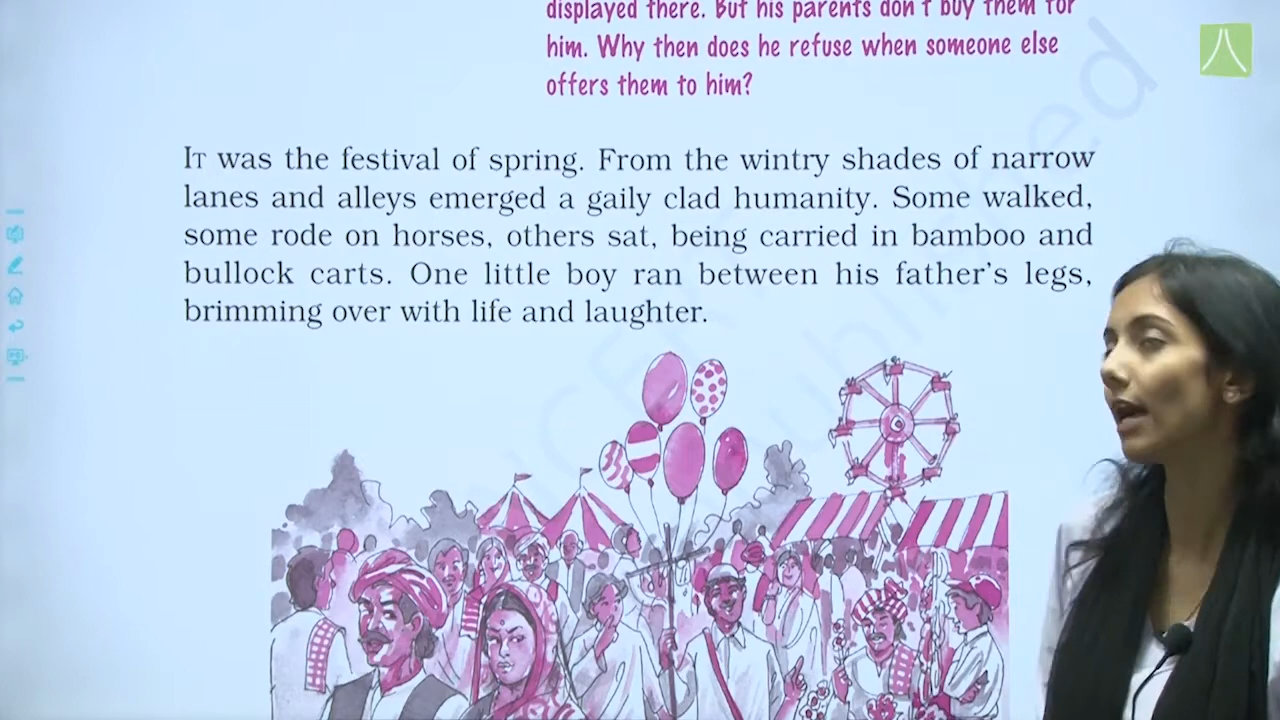 displayed there. But his parents don't buy them for
him. Why then does he refuse when someone else
offers them to him?
IT was the festival of spring. From the wintry shades of narrow
lanes and alleys emerged a gaily clad humanity. Some walked,
some rode on horses, others sat, being carried in bamboo and
bullock carts. One little boy ran between his father's legs,
brimming over with life and laughter.